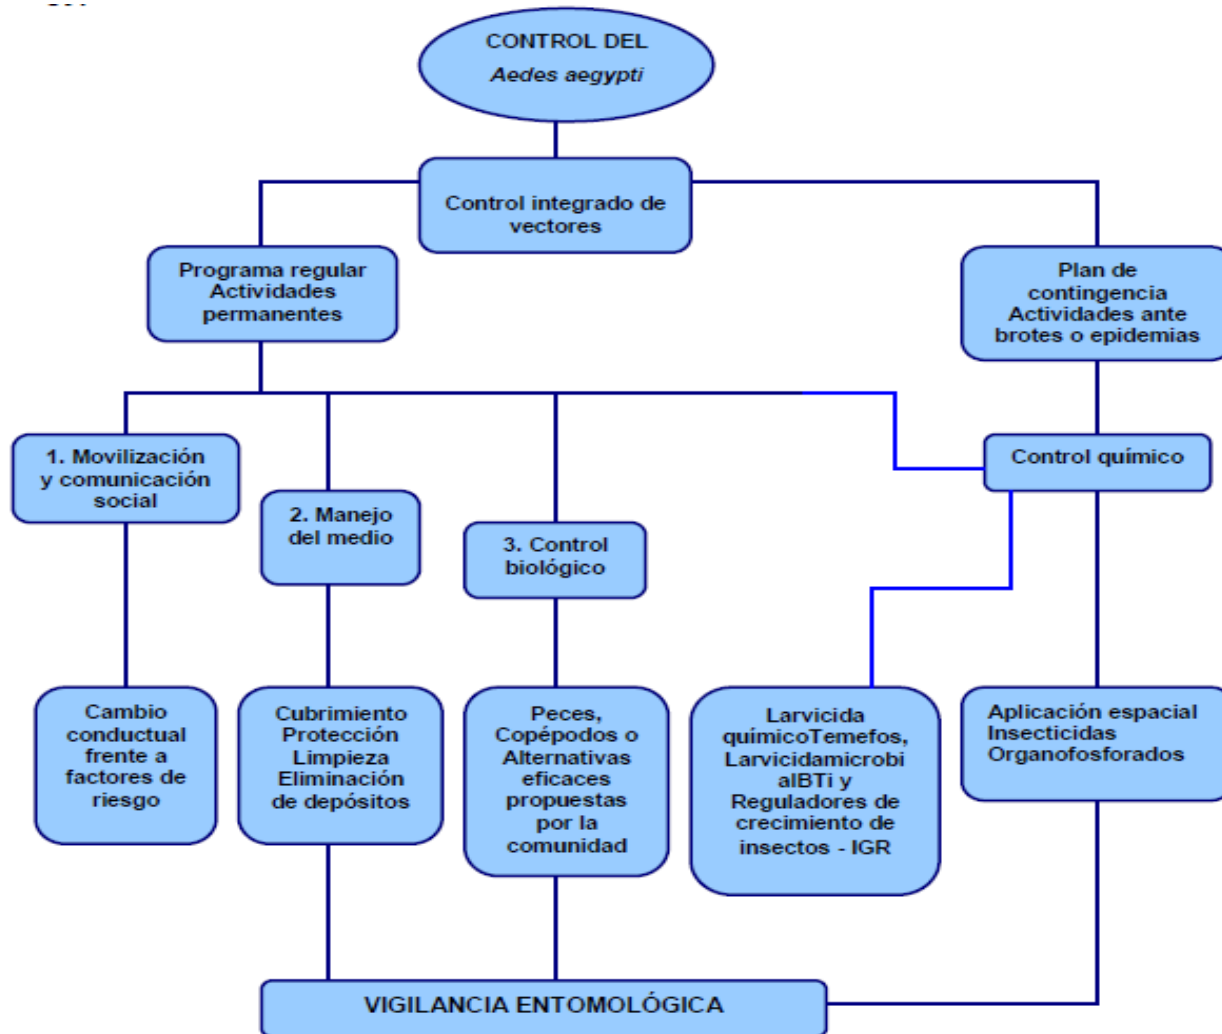 CONTROL DEL
Aedes aegypti
Control integrado de
vectores
Programa regular
Actividades
permanentes
Plan de
contingencia
Actividades ante
brotes o epidemias
1. Movilización
y comunicación
social
2. Manejo
del medio
3. Control
biológico
Control químico
Cambio
conductual
frente a
factores de
riesgo
Cubrimiento
Protección
Limpieza
Eliminación
de depósitos
Peces,
Copépodos o
Alternativas
eficaces
propuestas
por la
comunidad
Larvicida
químicoTemefos,
Larvicidamicrobi
alBTi y
Reguladores de
crecimiento de
insectos - IGR
Aplicación espacial
Insecticidas
Organofosforados
VIGILANCIA ENTOMOLÓGICA